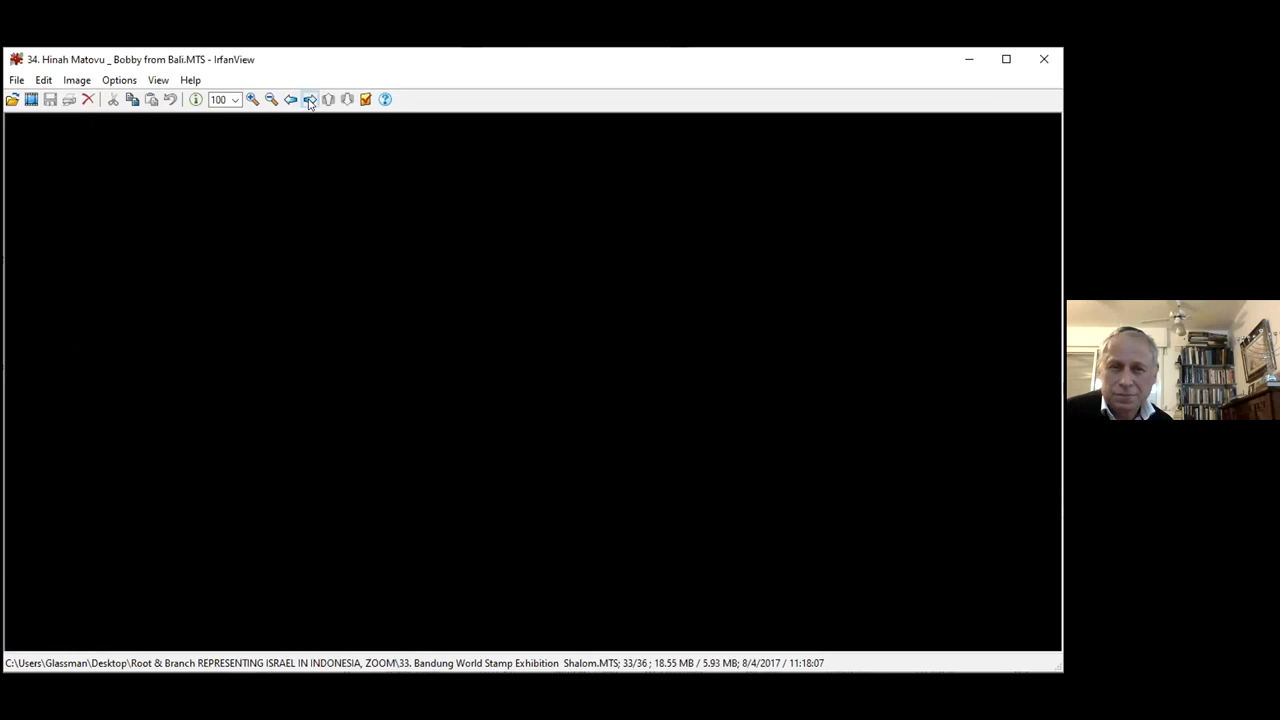 34. Hinah Matovu _ Bobby from Bali.MTS - IrfanView
File Edit Image Options View Help
100
C:\Users\Glassman\Desktop\Root & Branch REPRESENTING ISRAEL IN INDONESIA, ZOOM\33. Bandung World Stamp Exhibition  Shalom.MTS; 33/36 ; 18.55 MB / 5.93 MB; 8/4/2017 / 11:18:07